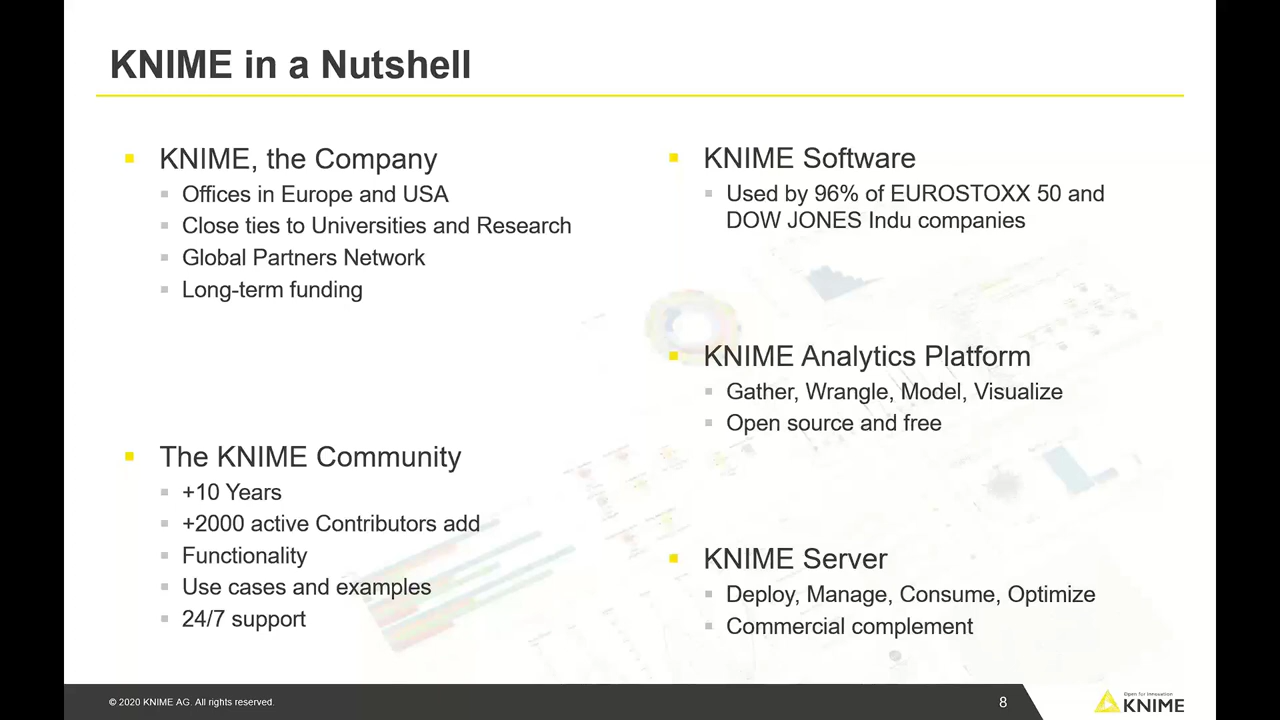 KNIME in a Nutshell
KNIME, the Company
Offices in Europe and USA
Close ties to Universities and Research
Global Partners Network
Long-term funding
The KNIME Community
+10 Years
+2000 active Contributors add
Functionality
Use cases and examples
24/7 support
KNIME Software
Used by 96% of EUROSTOXX 50 and
DOW JONES Indu companies
KNIME Analytics Platform
Gather, Wrangle, Model, Visualize
Open source and free
KNIME Server
Deploy, Manage, Consume, Optimize
Commercial complement
© 2020 KNIME AG. All rights reserved.
8
Open for Innovation
KNIME